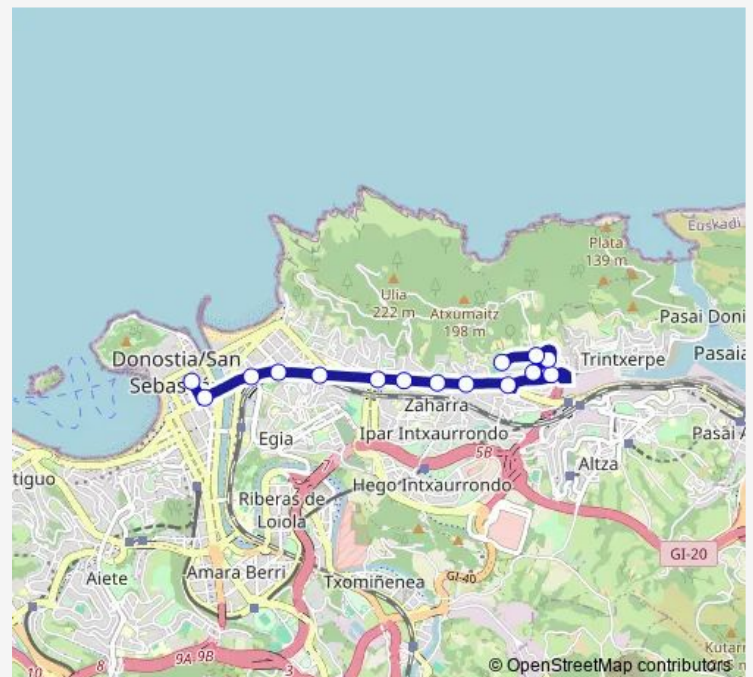 Euskadi
Plata
139 m
Ulia
222 m
Atxumaitz
198 m
Pasai Doni
Donostia/San
Trintxerpe
Pasaia
Zaharra
Egia
Ipar Intxaurrondo
5B
Pasai A
Altza
tiguo
7
Hego Intxaurrondo
Riberas de
Loiola
GI-20
Amara Berri
Aiete
Txomiñenea
GI-40
10
8
9A 9B
3
© OpenStreetMap contributors